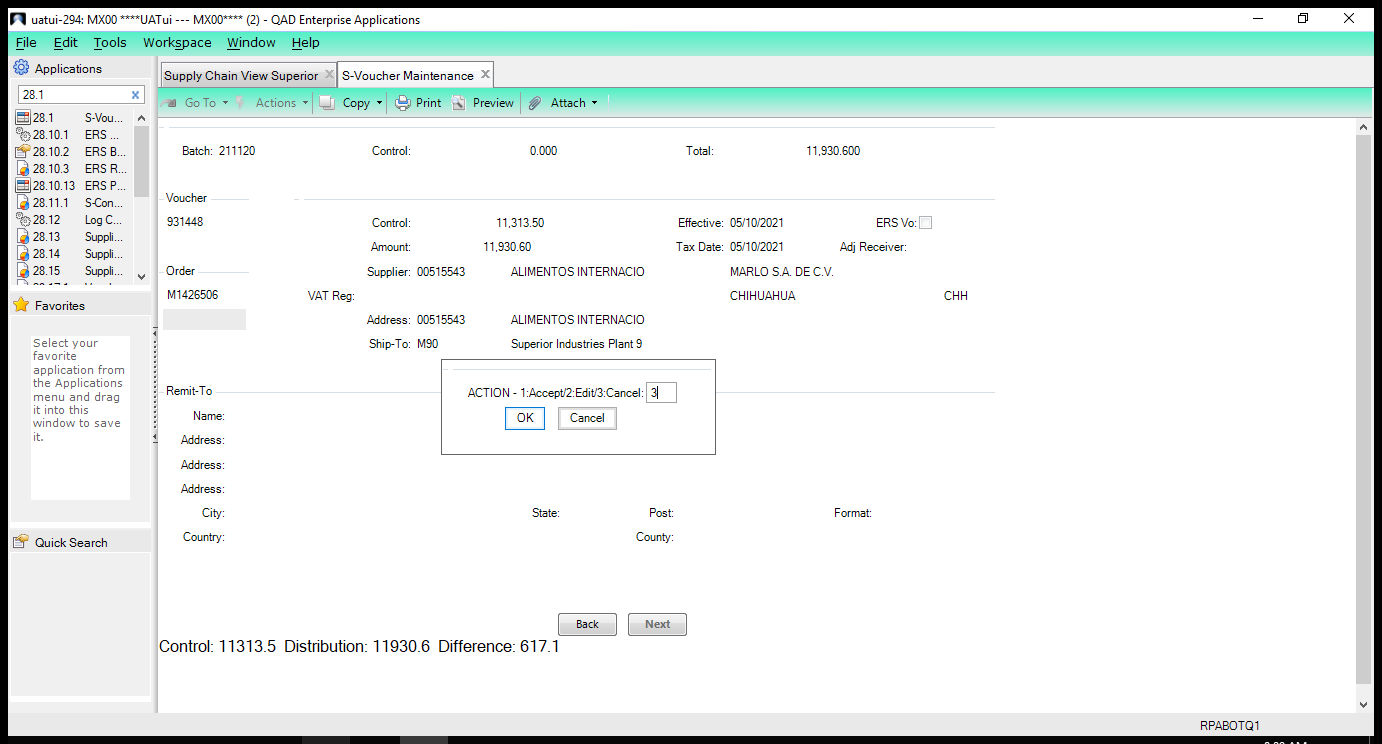 uatui-294: MX00 ****UATui --- MX00**** (2) - QAD Enterprise Applications
File Edit Tools Workspace Window Help
Applications
28.1
28.1 S-Vou...
28.10.1 ERS ...
28.10.2 ERS B...
28.10.3 ERS R...
28.10.13 ERS P...
28.11.1 S-Con...
28.12 Log C...
28.13 Suppli...
28.14 Suppli...
28.15 Suppli...
Favorites
Select your
favorite
application from
the Applications
menu and drag
it into this
window to save
it.
Quick Search
Supply Chain View Superior S-Voucher Maintenance
Go To Actions Copy Print Preview Attach
Batch: 211120 Control: 0.000 Total: 11,930.600
Voucher
931448 Control: 11,313.50 Effective: 05/10/2021 ERS Vo:
Amount: 11,930.60 Tax Date: 05/10/2021 Adj Receiver:
Order Supplier: 00515543 ALIMENTOS INTERNACIO MARLO S.A. DE C.V.
M1426506 VAT Reg: CHIHUAHUA CHH
Address: 00515543 ALIMENTOS INTERNACIO
Ship-To: M90 Superior Industries Plant 9
ACTION - 1:Accept/2:Edit/3:Cancel: 3
OK Cancel
Remit-To
Name:
Address:
Address:
Address:
City: State: Post: Format:
Country: County:
Back Next
Control: 11313.5 Distribution: 11930.6 Difference: 617.1
RPABOTQ1